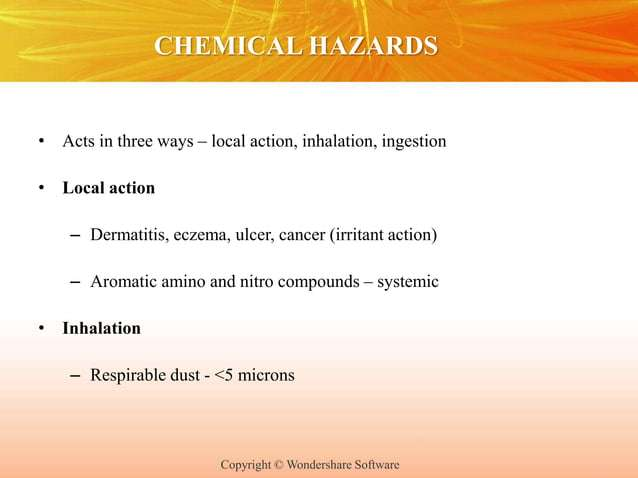 CHEMICAL HAZARDS
• Acts in three ways – local action, inhalation, ingestion
• Local action
– Dermatitis, eczema, ulcer, cancer (irritant action)
– Aromatic amino and nitro compounds – systemic
• Inhalation
– Respirable dust - <5 microns
Copyright © Wondershare Software